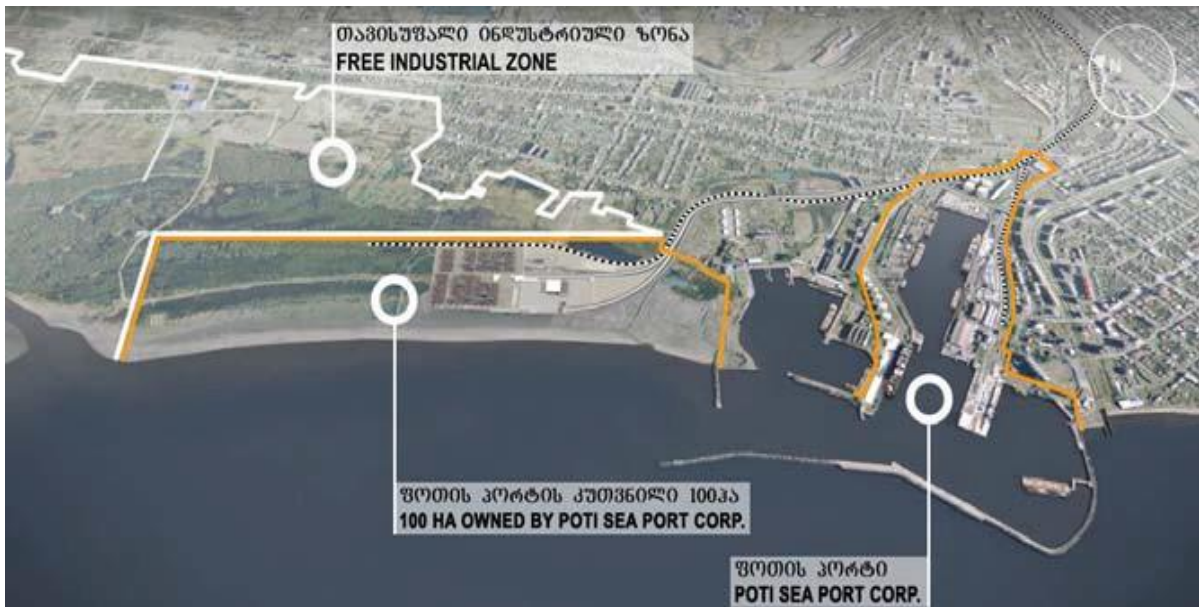 თავისუფალი ინდუსტრიული ზონა
FREE INDUSTRIAL ZONE
ფოთის პორტის კუთვნილი 100ჰა
100 HA OWNED BY POTI SEA PORT CORP.
ფოთის პორტი
POTI SEA PORT CORP.